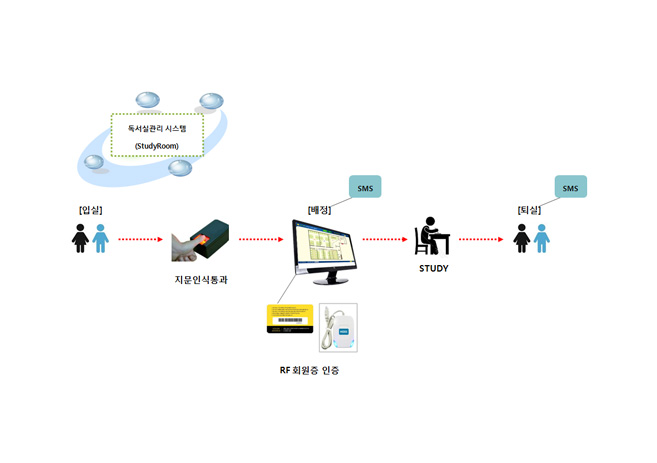 독서실관리 시스템
(StudyRoom)
SMS
SMS
[입실]
[배정]
[퇴실]
지문인식통과
STUDY
RF 회원증 인증